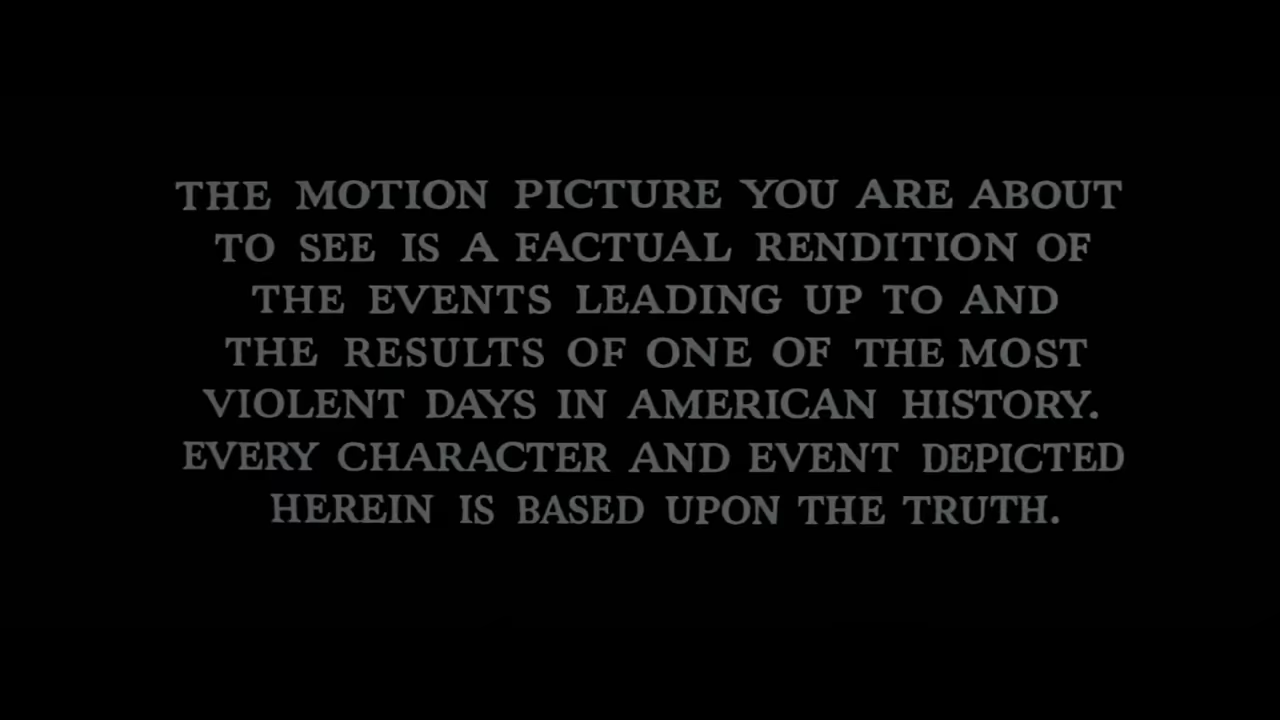 THE MOTION PICTURE YOU ARE ABOUT
TO SEE IS A FACTUAL RENDITION OF
THE EVENTS LEADING UP TO AND
THE RESULTS OF ONE OF THE MOST
VIOLENT DAYS IN AMERICAN HISTORY.
EVERY CHARACTER AND EVENT DEPICTED
HEREIN IS BASED UPON THE TRUTH.